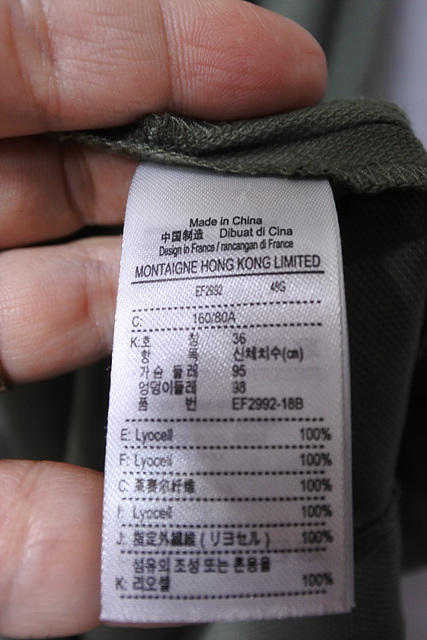 Made in China
中国制造 Dibuat di Cina
Design in France / rancangan di France
MONTAIGNE HONG KONG LIMITED
EF2992 48G
C: 160/80A
K:호 칭 36
항 목 신체치수(㎝)
가슴 둘레 95
엉덩이둘레 98
품 번 EF2992-18B
E: Lyocell 100%
F: Lyocell 100%
C: 莱赛尔纤维 100%
I: Lyocell 100%
J: 指定外繊維 (リヨセル) 100%
섬유의 조성 또는 혼용율
K: 리오셀 100%